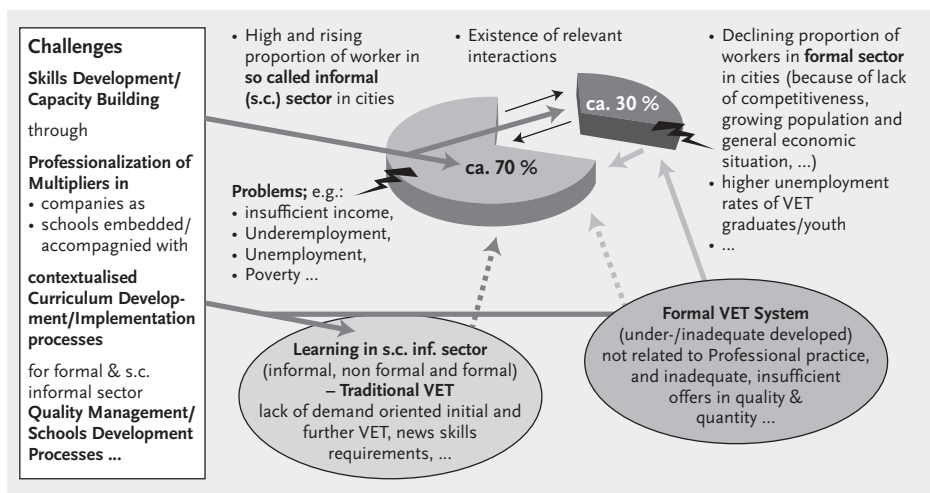 Challenges
Skills Development/
Capacity Building
through
Professionalization of
Multipliers in
• companies as
• schools embedded/
accompagnied with
contextualised
Curriculum Develop-
ment/Implementation
processes
for formal & s.c.
informal sector
Quality Management/
Schools Development
Processes ...
• High and rising
proportion of worker in
so called informal
(s.c.) sector in cities
• Existence of relevant
interactions
• Declining proportion of
workers in formal sector
in cities (because of lack
of competitiveness,
growing population and
general economic
situation, ...)
• higher unemployment
rates of VET
graduates/youth
• ...
ca. 30 %
ca. 70 %
Problems; e.g.:
• insufficient income,
• Underemployment,
• Unemployment,
• Poverty ...
Learning in s.c. inf. sector
(informal, non formal and formal)
– Traditional VET
lack of demand oriented initial and
further VET, news skills
requirements, ...
Formal VET System
(under-/inadequate developed)
not related to Professional practice,
and inadequate, insufficient
offers in quality &
quantity ...